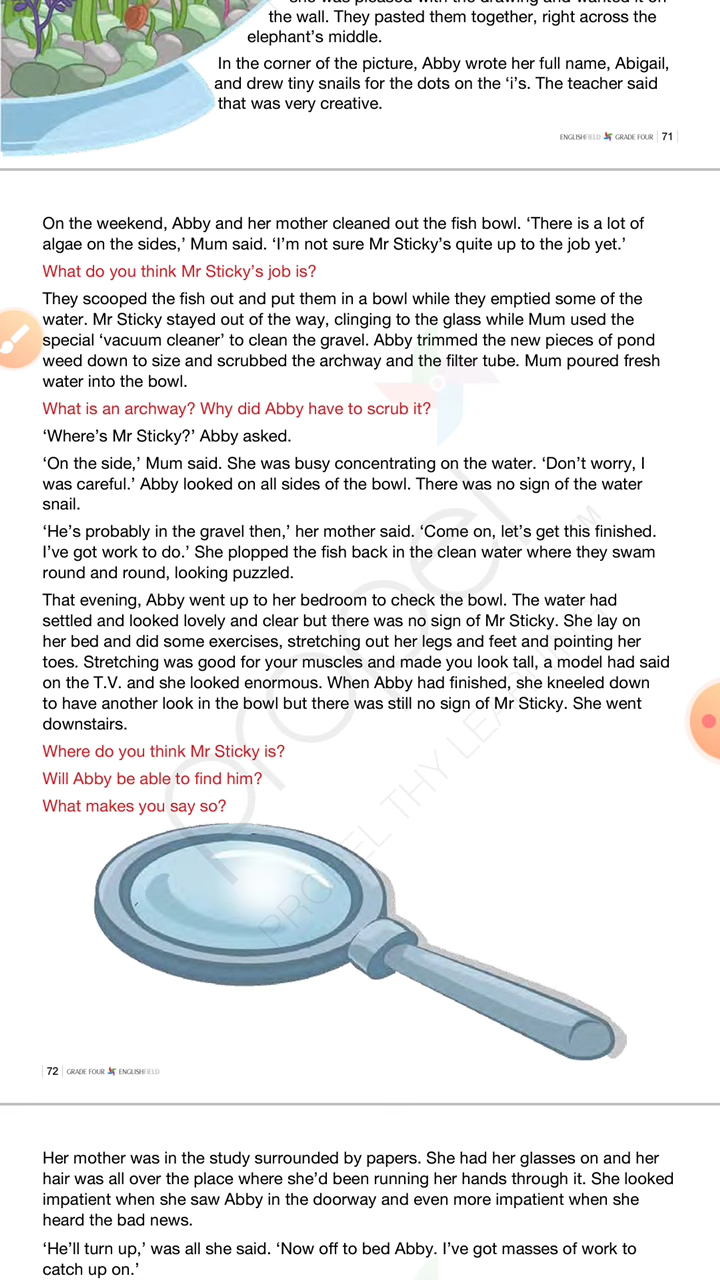 she was pleased with the drawing and wanted it on
the wall. They pasted them together, right across the
elephant's middle.
In the corner of the picture, Abby wrote her full name, Abigail,
and drew tiny snails for the dots on the ‘i’s. The teacher said
that was very creative.
ENGLISHFIELD GRADE FOUR 71
On the weekend, Abby and her mother cleaned out the fish bowl. ‘There is a lot of
algae on the sides,’ Mum said. ‘I’m not sure Mr Sticky’s quite up to the job yet.’
What do you think Mr Sticky’s job is?
They scooped the fish out and put them in a bowl while they emptied some of the
water. Mr Sticky stayed out of the way, clinging to the glass while Mum used the
special ‘vacuum cleaner’ to clean the gravel. Abby trimmed the new pieces of pond
weed down to size and scrubbed the archway and the filter tube. Mum poured fresh
water into the bowl.
What is an archway? Why did Abby have to scrub it?
‘Where’s Mr Sticky?’ Abby asked.
‘On the side,’ Mum said. She was busy concentrating on the water. ‘Don’t worry, I
was careful.’ Abby looked on all sides of the bowl. There was no sign of the water
snail.
‘He’s probably in the gravel then,’ her mother said. ‘Come on, let’s get this finished.
I’ve got work to do.’ She plopped the fish back in the clean water where they swam
round and round, looking puzzled.
That evening, Abby went up to her bedroom to check the bowl. The water had
settled and looked lovely and clear but there was no sign of Mr Sticky. She lay on
her bed and did some exercises, stretching out her legs and feet and pointing her
toes. Stretching was good for your muscles and made you look tall, a model had said
on the T.V. and she looked enormous. When Abby had finished, she kneeled down
to have another look in the bowl but there was still no sign of Mr Sticky. She went
downstairs.
Where do you think Mr Sticky is?
Will Abby be able to find him?
What makes you say so?
propel
PROPEL THY LEARNING
TM
72 GRADE FOUR ENGLISHFIELD
Her mother was in the study surrounded by papers. She had her glasses on and her
hair was all over the place where she’d been running her hands through it. She looked
impatient when she saw Abby in the doorway and even more impatient when she
heard the bad news.
‘He’ll turn up,’ was all she said. ‘Now off to bed Abby. I’ve got masses of work to
catch up on.’